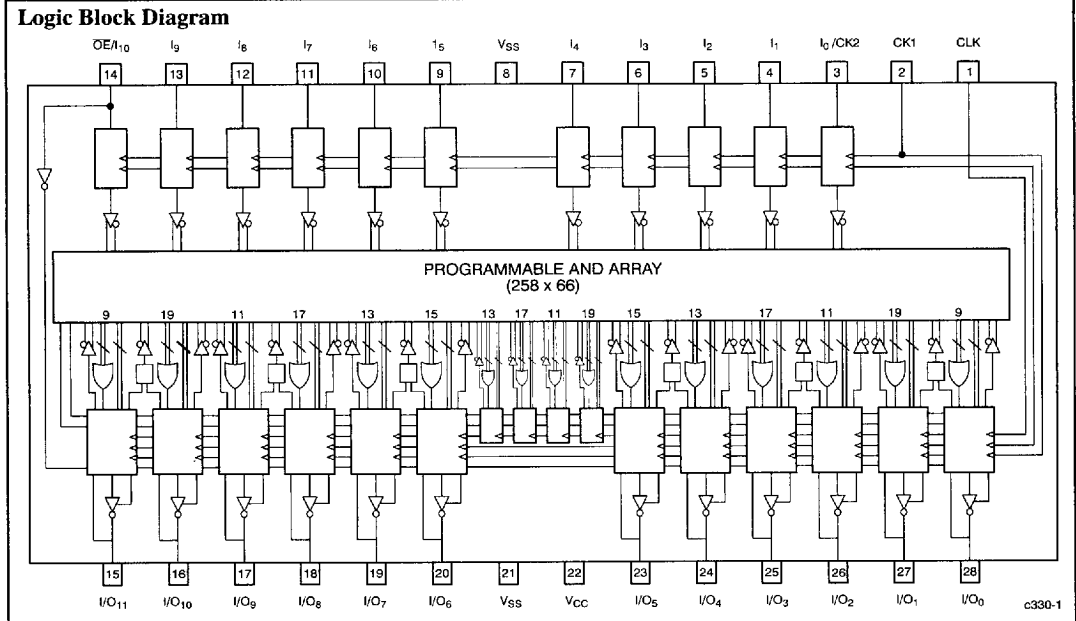 Logic Block Diagram
OE/I10 I9 I8 I7 I6 I5 VSS I4 I3 I2 I1 I0/CK2 CK1 CLK
14 13 12 11 10 9 8 7 6 5 4 3 2 1
PROGRAMMABLE AND ARRAY
(258 x 66)
9 19 11 17 13 15 13 17 11 19 15 13 17 11 19 9
15 16 17 18 19 20 21 22 23 24 25 26 27 28
I/O11 I/O10 I/O9 I/O8 I/O7 I/O6 VSS VCC I/O5 I/O4 I/O3 I/O2 I/O1 I/O0
c330-1